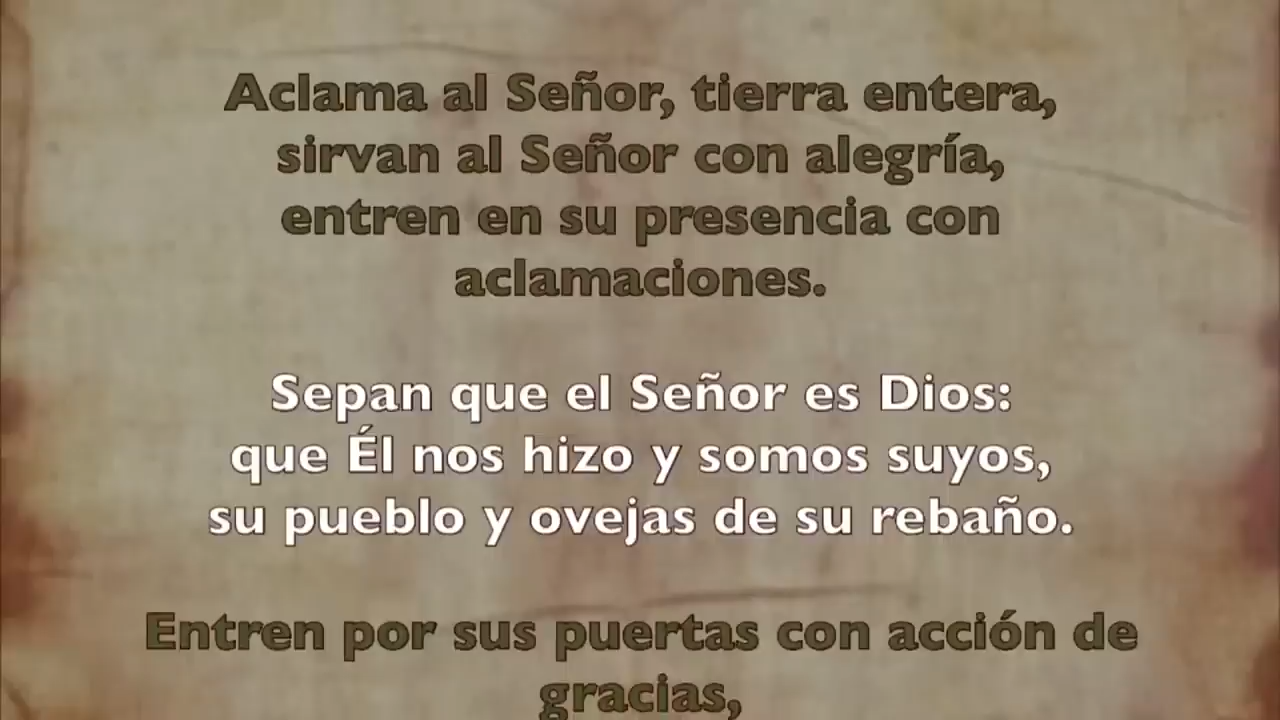 Aclama al Señor, tierra entera,
sirvan al Señor con alegría,
entren en su presencia con
aclamaciones.
Sepan que el Señor es Dios:
que Él nos hizo y somos suyos,
su pueblo y ovejas de su rebaño.
Entren por sus puertas con acción de
gracias,